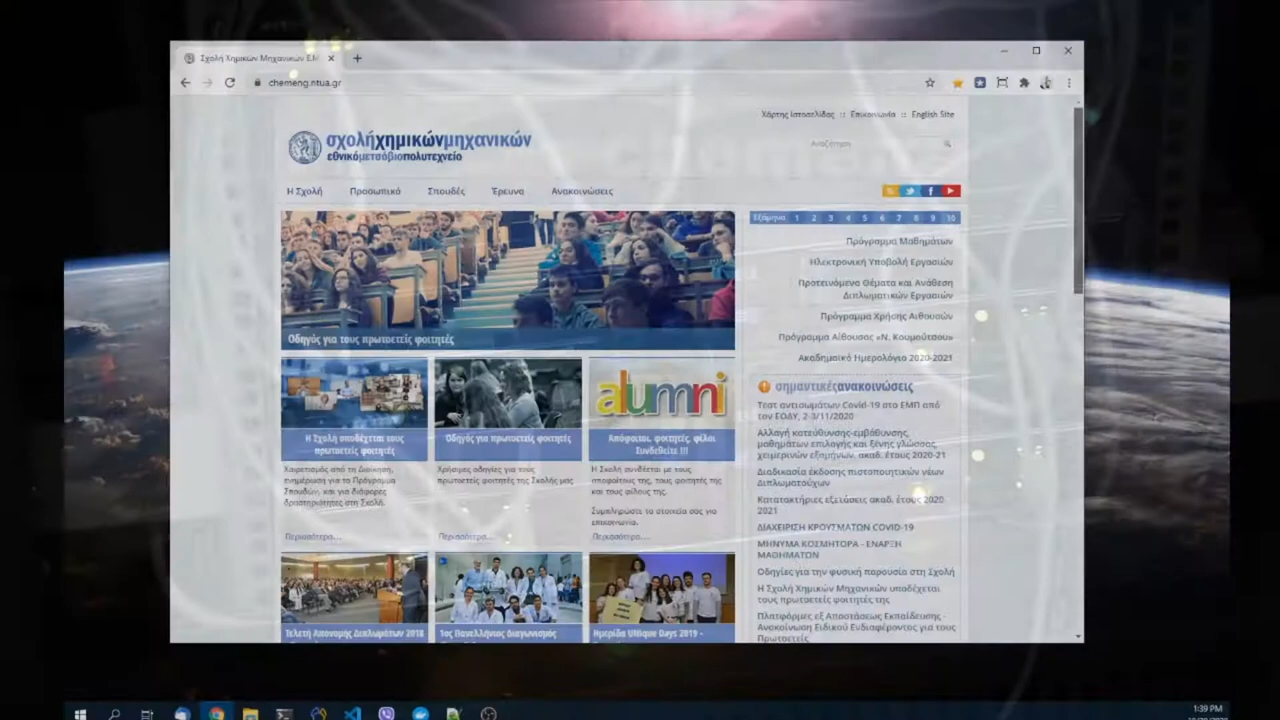 Σχολή Χημικών Μηχανικών Ε.Μ
chemeng.ntua.gr
Χάρτης Ιστοσελίδας :: Επικοινωνία :: English Site
σχολήχημικώνμηχανικών
εθνικόμετσόβιοπολυτεχνείο
Αναζήτηση
Η Σχολή Προσωπικό Σπουδές Έρευνα Ανακοινώσεις
Οδηγός για τους πρωτοετείς φοιτητές
Η Σχολή υποδέχεται τους
πρωτοετείς φοιτητές
Χαιρετισμός από τη Διοίκηση,
ενημέρωση για το Πρόγραμμα
Σπουδών, και για διάφορες
δραστηριότητες στη Σχολή.
Περισσότερα...
Οδηγός για πρωτοετείς φοιτητές
Χρήσιμες οδηγίες για τους
πρωτοετείς φοιτητές της Σχολής μας
Περισσότερα...
alumni
Απόφοιτοι, φοιτητές, φίλοι
Συνδεθείτε !!!
Η Σχολή συνδέεται με τους
αποφοίτους της, τους φοιτητές της
και τους φίλους της.
Συμπληρώστε τα στοιχεία σας για
επικοινωνία.
Περισσότερα...
Τελετή Απονομής Διπλωμάτων 2018
1ος Πανελλήνιος Διαγωνισμός
Ημερίδα UNIque Days 2019 -
Εξάμηνο 1 2 3 4 5 6 7 8 9 10
Πρόγραμμα Μαθημάτων
Ηλεκτρονική Υποβολή Εργασιών
Προτεινόμενα Θέματα και Ανάθεση
Διπλωματικών Εργασιών
Πρόγραμμα Χρήσης Αιθουσών
Πρόγραμμα Αίθουσας «Ν. Κουμούτσου»
Ακαδημαϊκό Ημερολόγιο 2020-2021
σημαντικέςανακοινώσεις
Τεστ αντισωμάτων Covid-19 στο ΕΜΠ από
τον ΕΟΔΥ, 2-3/11/2020
Αλλαγή κατεύθυνσης-εμβάθυνσης,
μαθημάτων επιλογής και ξένης γλώσσας,
χειμερινών εξαμήνων, ακαδ. έτους 2020-21
Διαδικασία έκδοσης πιστοποιητικών νέων
Διπλωματούχων
Κατατακτήριες εξετάσεις ακαδ. έτους 2020-
2021
ΔΙΑΧΕΙΡΙΣΗ ΚΡΟΥΣΜΑΤΩΝ COVID-19
ΜΗΝΥΜΑ ΚΟΣΜΗΤΟΡΑ - ΕΝΑΡΞΗ
ΜΑΘΗΜΑΤΩΝ
Οδηγίες για την φυσική παρουσία στη Σχολή
Η Σχολή Χημικών Μηχανικών υποδέχεται
τους πρωτοετείς φοιτητές της
Πλατφόρμες εξ Αποστάσεως Εκπαίδευσης -
Ανακοίνωση Ειδικού Ενδιαφέροντος για τους
Πρωτοετείς
1:39 PM